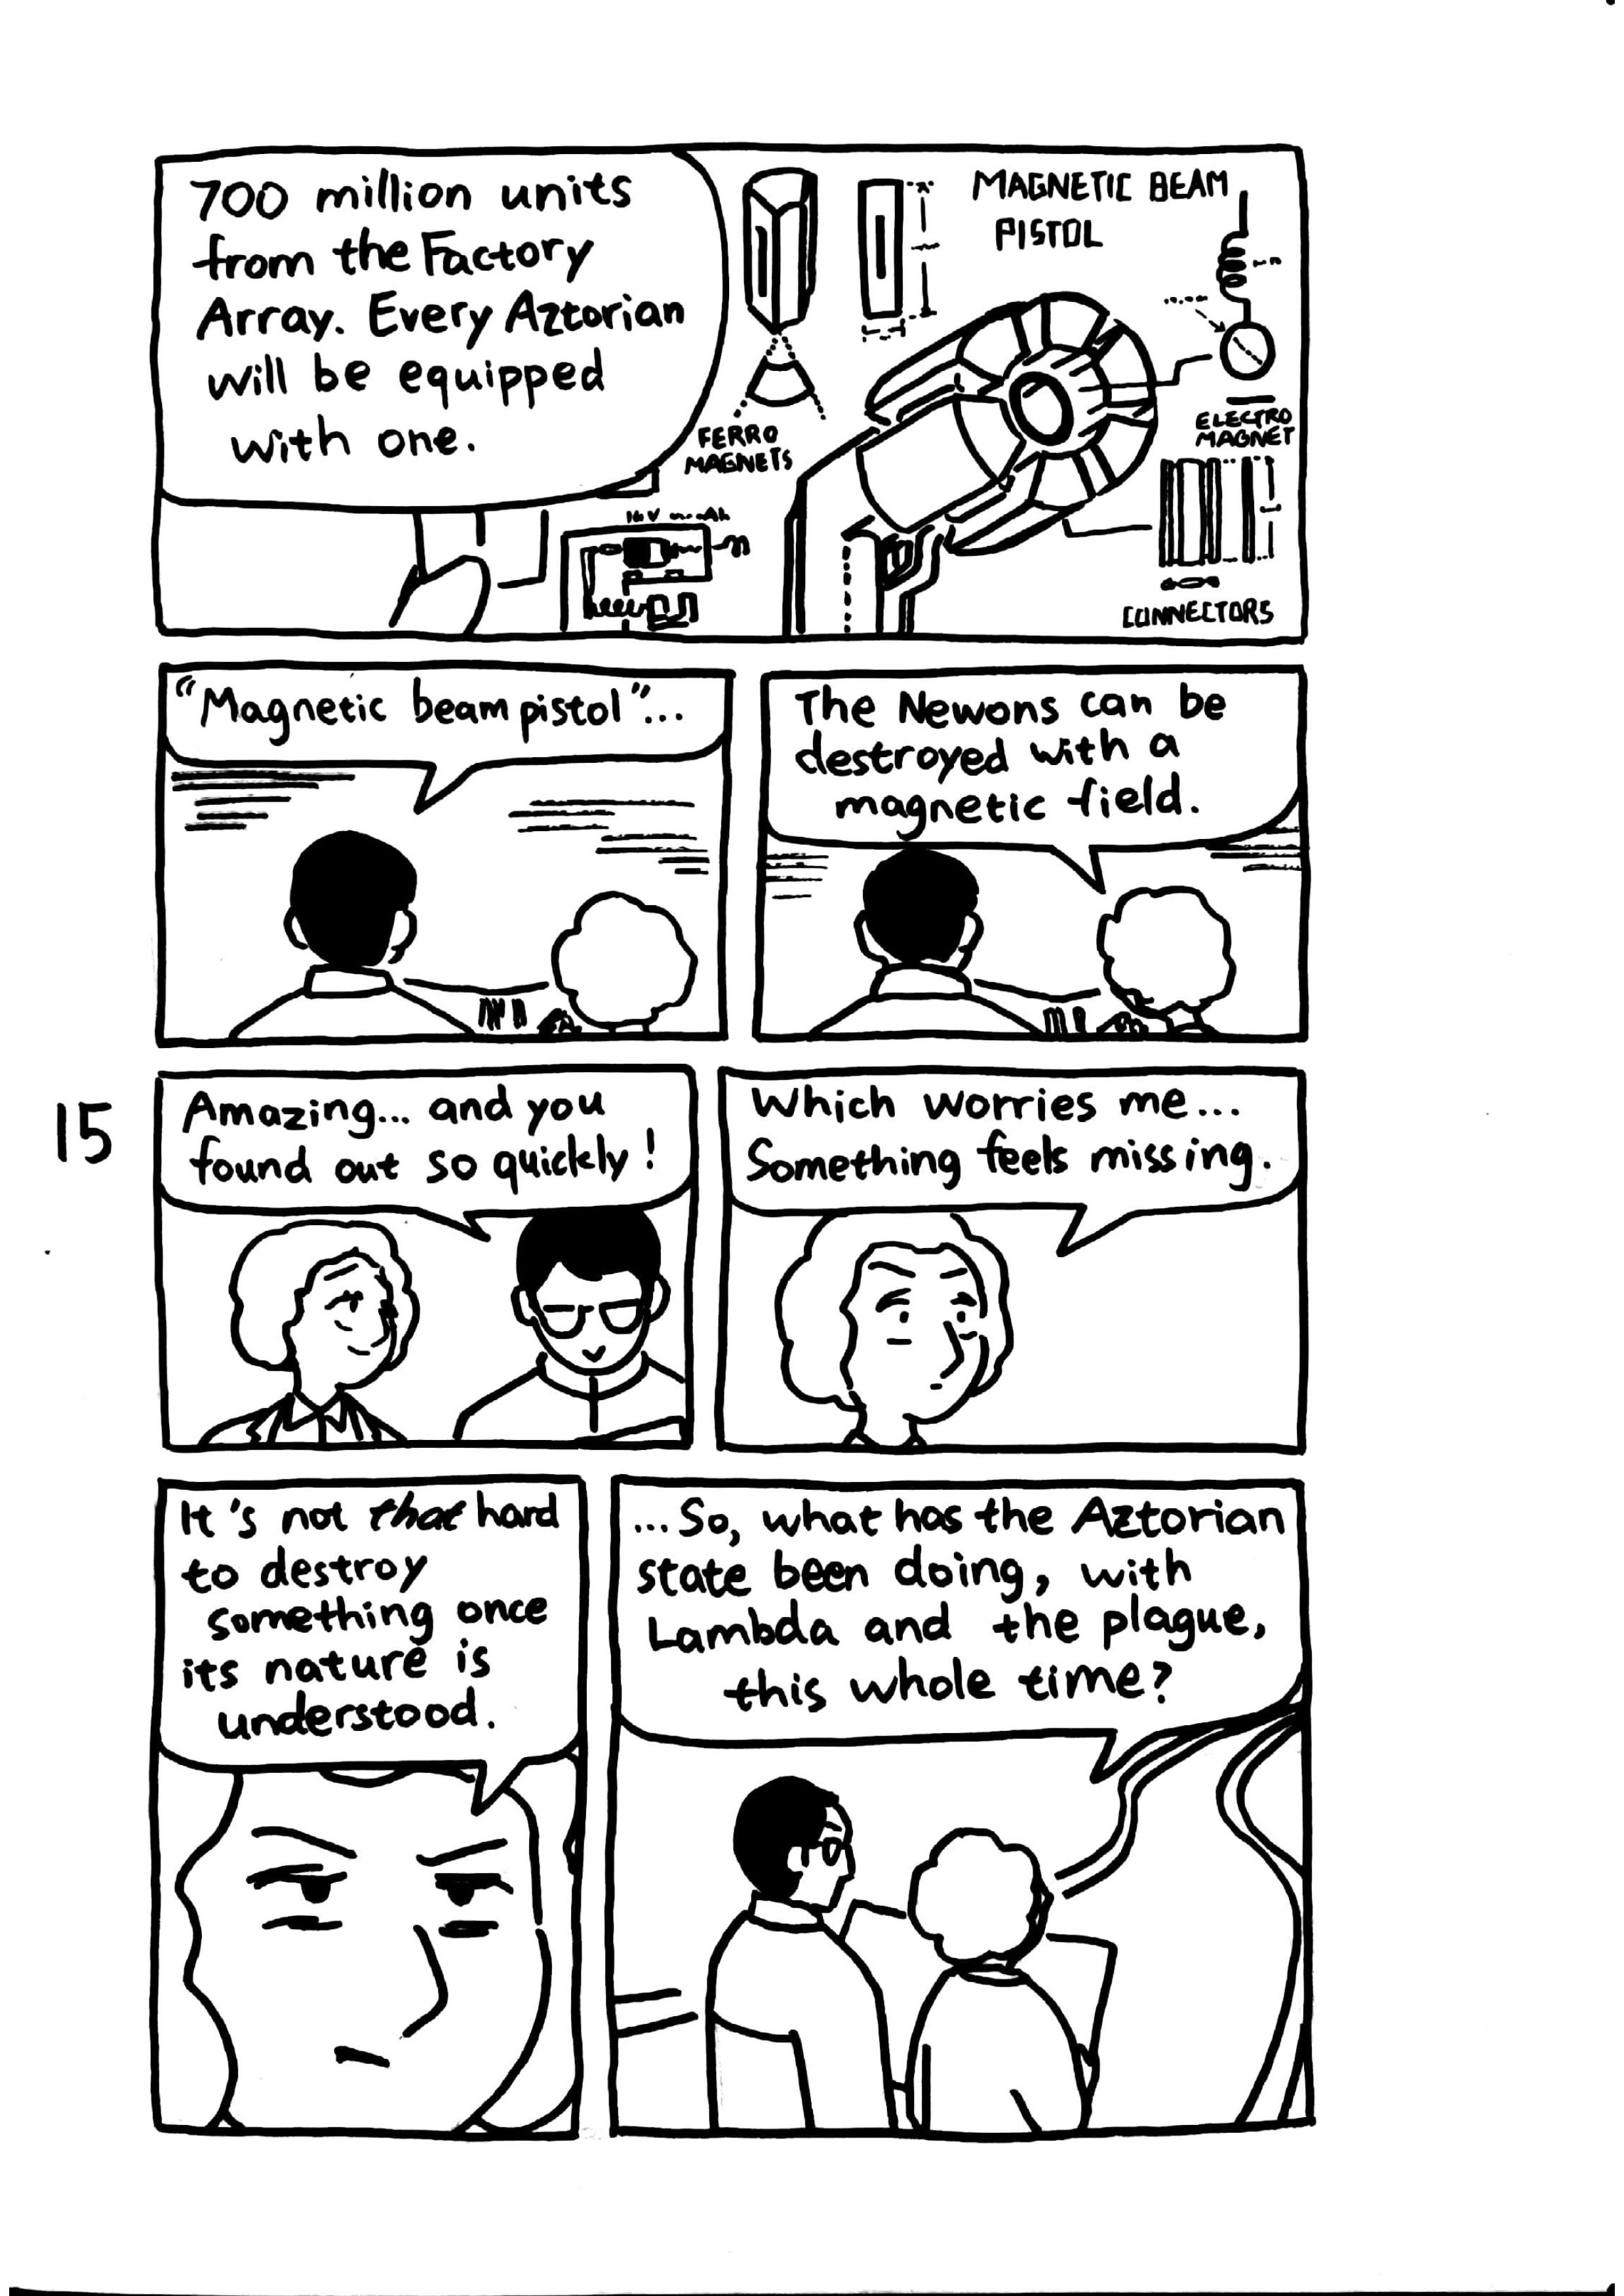 700 million units
from the Factory
Array. Every Aztorian
will be equipped
with one.
MAGNETIC BEAM
PISTOL
FERRO
MAGNETS
ELECTRO
MAGNET
CONNECTORS
"Magnetic beam pistol"...
The Newons can be
destroyed with a
magnetic field.
15
Amazing... and you
found out so quickly!
Which worries me...
Something feels missing.
It's not that hard
to destroy
something once
its nature is
understood.
...So, what has the Aztorian
state been doing, with
Lambda and the plague,
this whole time?